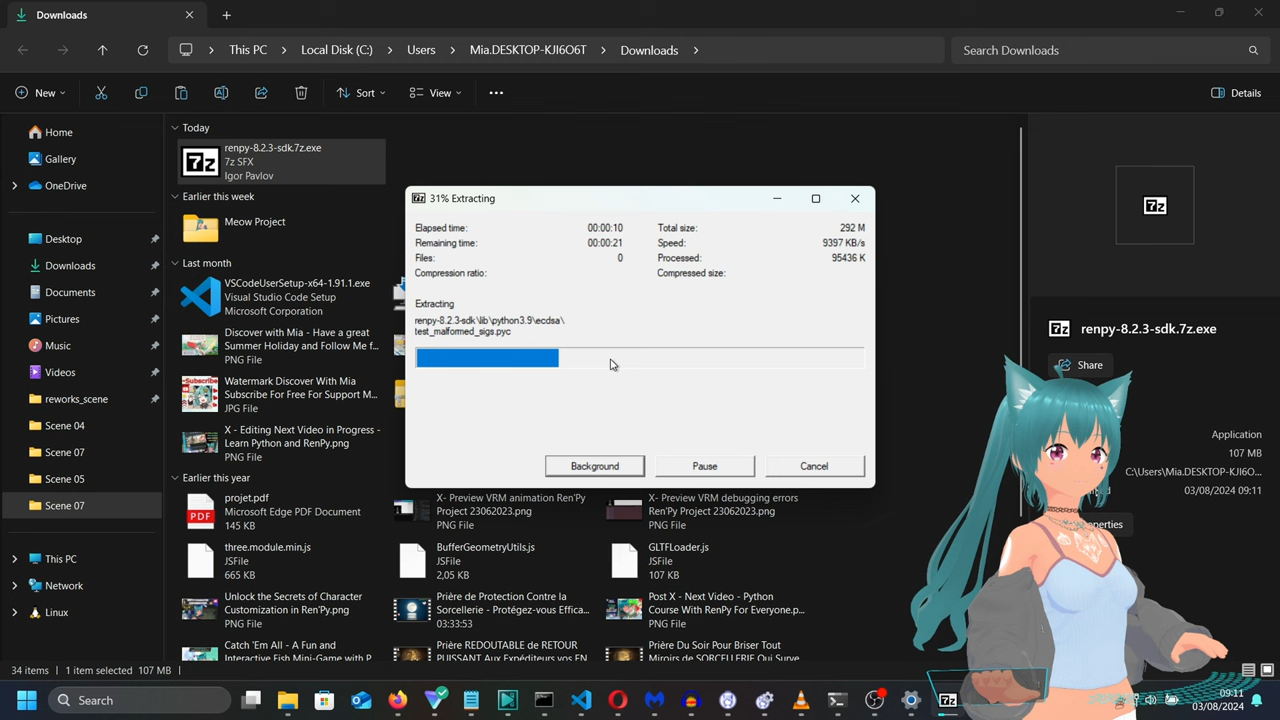 Downloads
This PC
Local Disk (C:)
Users
Mia.DESKTOP-KJI6O6T
Downloads
Search Downloads
New
Sort
View
Details
Home
Gallery
OneDrive
Desktop
Downloads
Documents
Pictures
Music
Videos
reworks_scene
Scene 04
Scene 07
Scene 05
Scene 07
This PC
Network
Linux
Today
renpy-8.2.3-sdk.7z.exe
7z SFX
Igor Pavlov
Earlier this week
Meow Project
Last month
VSCodeUserSetup-x64-1.91.1.exe
Visual Studio Code Setup
Microsoft Corporation
Discover with Mia - Have a great
Summer Holiday and Follow Me f...
PNG File
Watermark Discover With Mia
Subscribe For Free For Support M...
JPG File
X - Editing Next Video in Progress -
Learn Python and RenPy.png
PNG File
Earlier this year
projet.pdf
Microsoft Edge PDF Document
145 KB
X- Preview VRM animation Ren'Py
Project 23062023.png
PNG File
X- Preview VRM debugging errors
Project 23062023.png
PNG File
three.module.min.js
JSFile
665 KB
BufferGeometryUtils.js
JSFile
2,05 KB
GLTFLoader.js
JSFile
107 KB
Unlock the Secrets of Character
Customization in Ren'Py.png
PNG File
Prière de Protection Contre la
Sorcellerie - Protégez-vous Effica...
03:33:53
Post X - Next Video - Python
Course With RenPy For Everyone.p...
PNG File
Catch 'Em All - A Fun and
Interactive Fish Mini-Game with P
Prière REDOUTABLE de RETOUR
PUISSANT Aux Expéditeurs vos EN
Prière Du Soir Pour Briser Tout
Miroirs de SORCELLERIE Qui Sour
7z
31% Extracting
Elapsed time: 00:00:10
Remaining time: 00:00:21
Files: 0
Compression ratio:
Total size: 292 M
Speed: 9397 KB/s
Processed: 95436 K
Compressed size:
Extracting
renpy-8.2.3-sdk\lib\python3.9\ecdsa\
test_malformed_sigs.pyc
Background
Pause
Cancel
7z
7z renpy-8.2.3-sdk.7z.exe
Share
Application
107 MB
C:\Users\Mia.DESKTOP-KJI6O...
03/08/2024 09:11
34 items
1 item selected 107 MB
Search
7z
09:11
03/08/2024